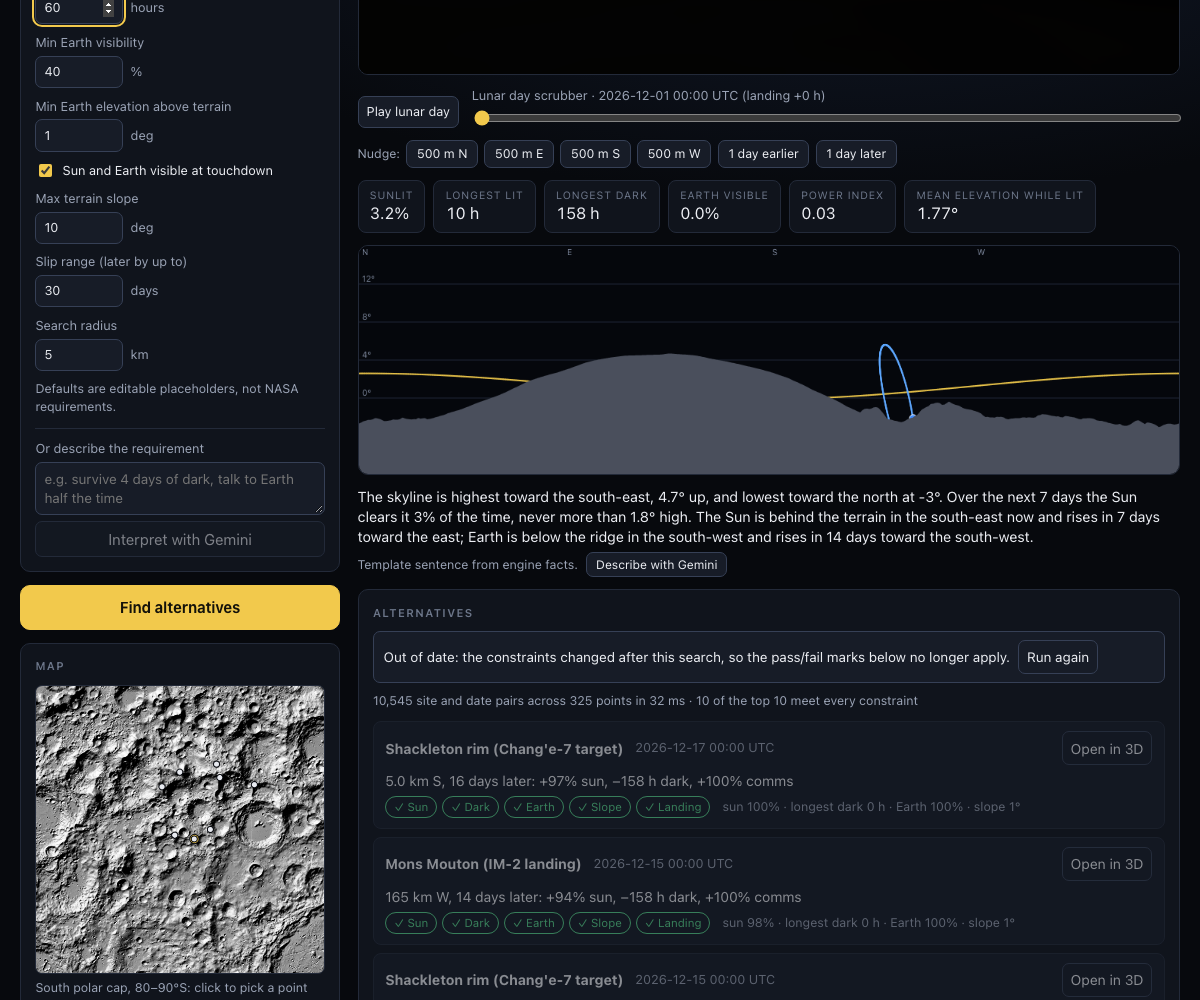 60 hours
Min Earth visibility
40 %
Min Earth elevation above terrain
1 deg
Sun and Earth visible at touchdown
Max terrain slope
10 deg
Slip range (later by up to)
30 days
Search radius
5 km
Defaults are editable placeholders, not NASA
requirements.
Or describe the requirement
e.g. survive 4 days of dark, talk to Earth
half the time
Interpret with Gemini
Find alternatives
MAP
South polar cap, 80–90°S: click to pick a point
Play lunar day
Lunar day scrubber · 2026-12-01 00:00 UTC (landing +0 h)
Nudge: 500 m N 500 m E 500 m S 500 m W 1 day earlier 1 day later
SUNLIT LONGEST LIT LONGEST DARK EARTH VISIBLE POWER INDEX MEAN ELEVATION WHILE LIT
3.2% 10 h 158 h 0.0% 0.03 1.77°
N E S W
12°
8°
4°
0°
The skyline is highest toward the south-east, 4.7° up, and lowest toward the north at -3°. Over the next 7 days the Sun
clears it 3% of the time, never more than 1.8° high. The Sun is behind the terrain in the south-east now and rises in 7 days
toward the east; Earth is below the ridge in the south-west and rises in 14 days toward the south-west.
Template sentence from engine facts. Describe with Gemini
ALTERNATIVES
Out of date: the constraints changed after this search, so the pass/fail marks below no longer apply. Run again
10,545 site and date pairs across 325 points in 32 ms · 10 of the top 10 meet every constraint
Shackleton rim (Chang'e-7 target) 2026-12-17 00:00 UTC Open in 3D
5.0 km S, 16 days later: +97% sun, −158 h dark, +100% comms
✓ Sun ✓ Dark ✓ Earth ✓ Slope ✓ Landing sun 100% · longest dark 0 h · Earth 100% · slope 1°
Mons Mouton (IM-2 landing) 2026-12-15 00:00 UTC Open in 3D
165 km W, 14 days later: +94% sun, −158 h dark, +100% comms
✓ Sun ✓ Dark ✓ Earth ✓ Slope ✓ Landing sun 98% · longest dark 0 h · Earth 100% · slope 1°
Shackleton rim (Chang'e-7 target) 2026-12-15 00:00 UTC Open in 3D